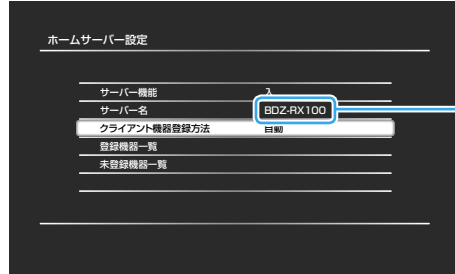 ホームサーバー設定
サーバー機能 入
サーバー名 BDZ-RX100
クライアント機器登録方法 自動
登録機器一覧
未登録機器一覧